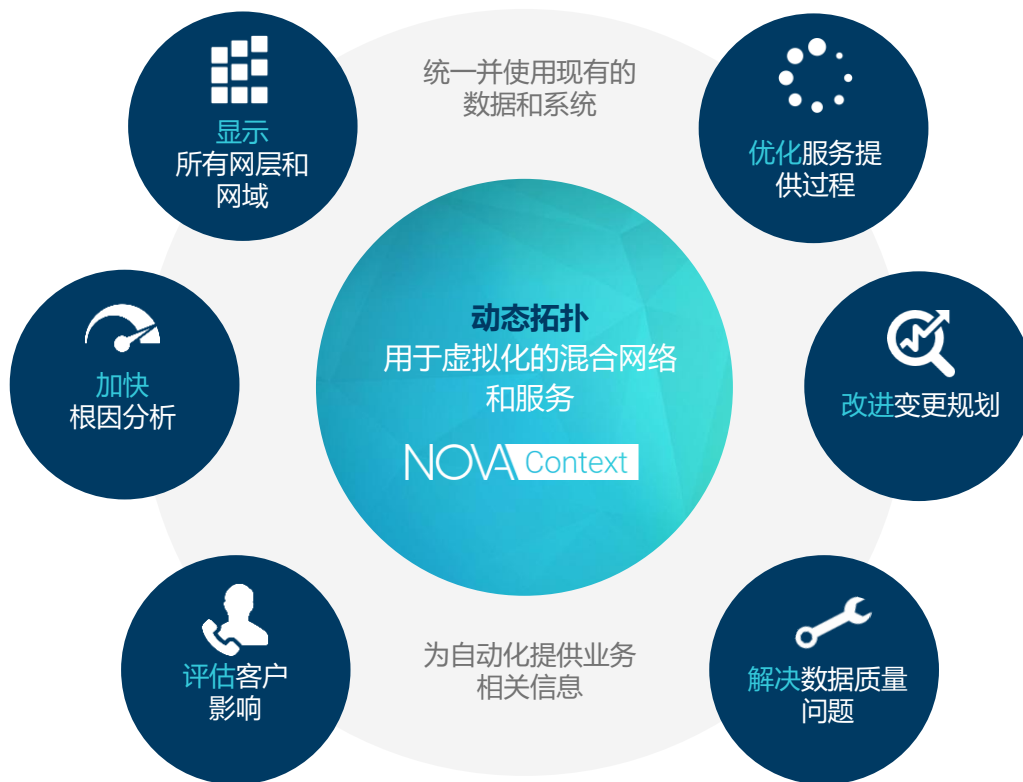 统一并使用现有的
数据和系统
显示
所有网层和
网域
优化服务提
供过程
加快
根因分析
动态拓扑
用于虚拟化的混合网络
和服务
NOVA Context
改进变更规划
评估客户
影响
为自动化提供业务
相关信息
解决数据质量
问题